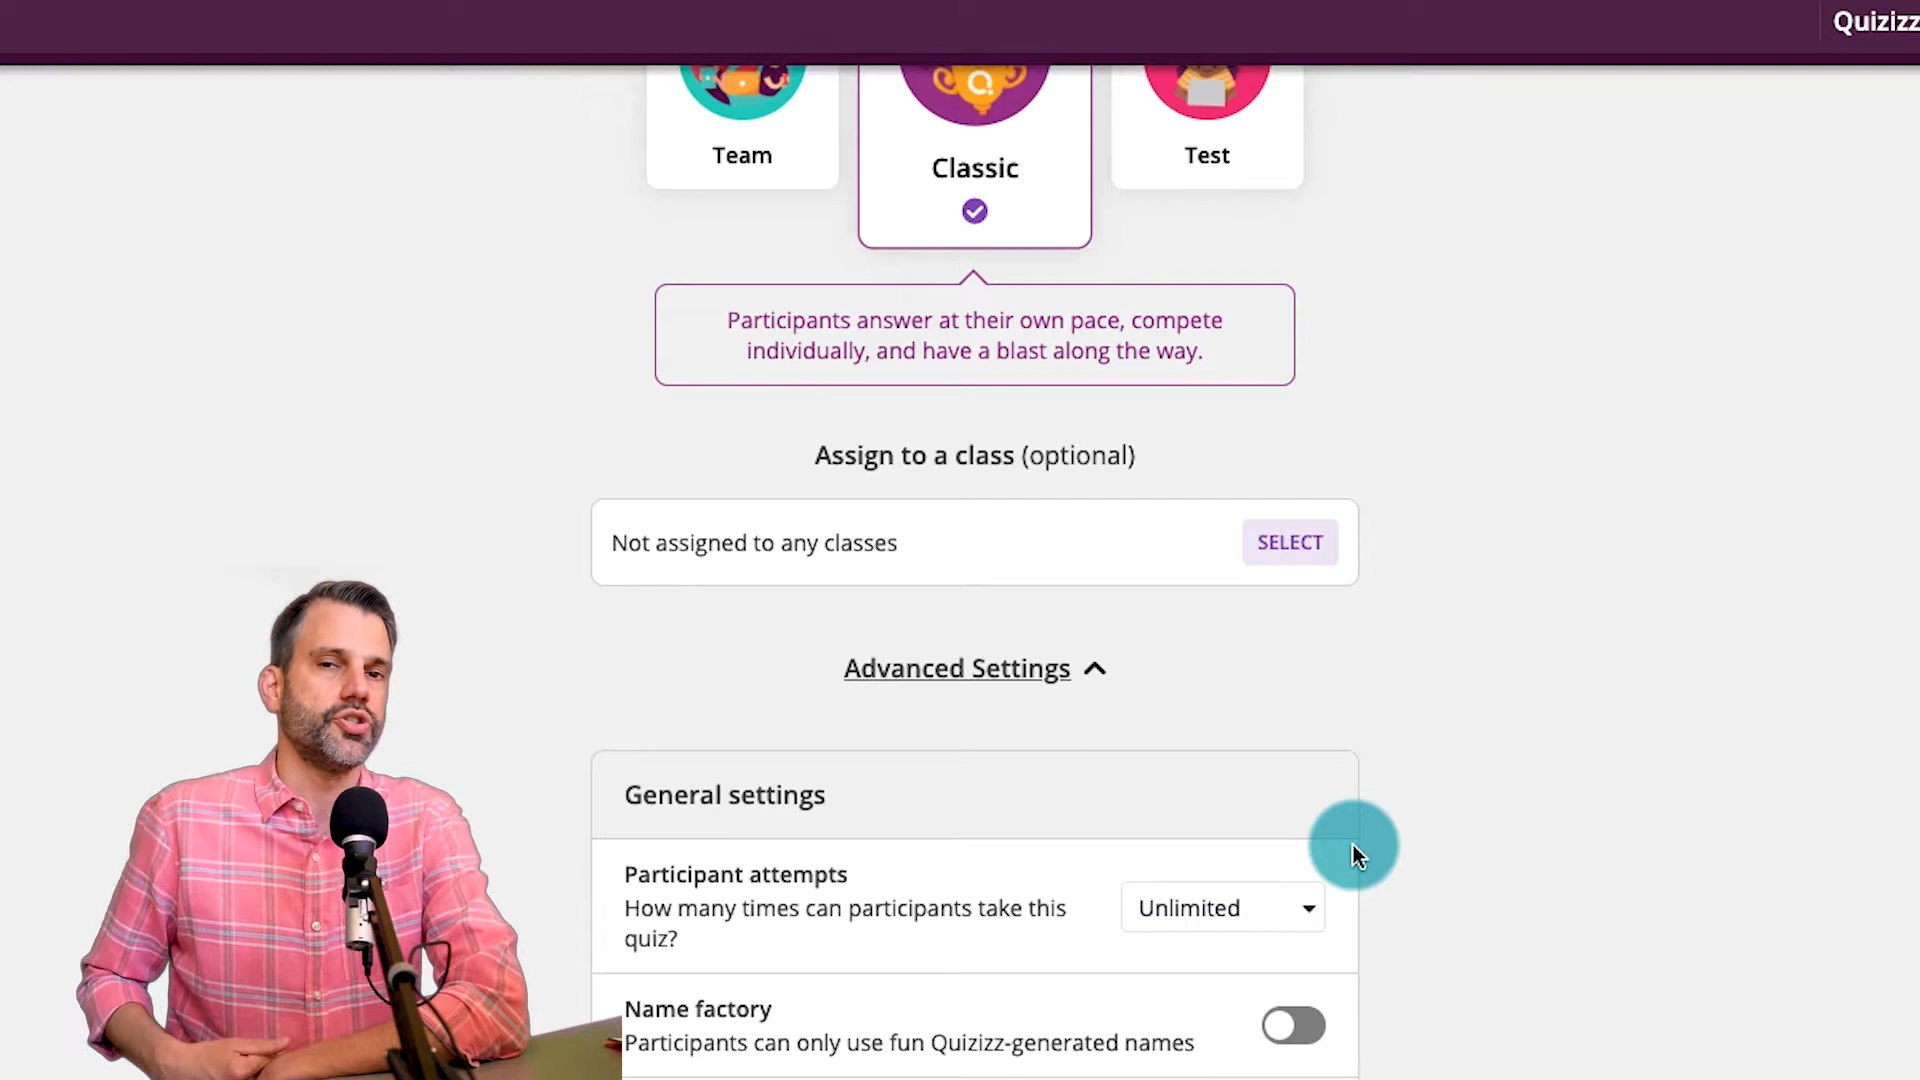 Quizizz
Team
Classic
Test
Participants answer at their own pace, compete
individually, and have a blast along the way.
Assign to a class (optional)
Not assigned to any classes
SELECT
Advanced Settings
General settings
Participant attempts
How many times can participants take this
quiz?
Unlimited
Name factory
Participants can only use fun Quizizz-generated names